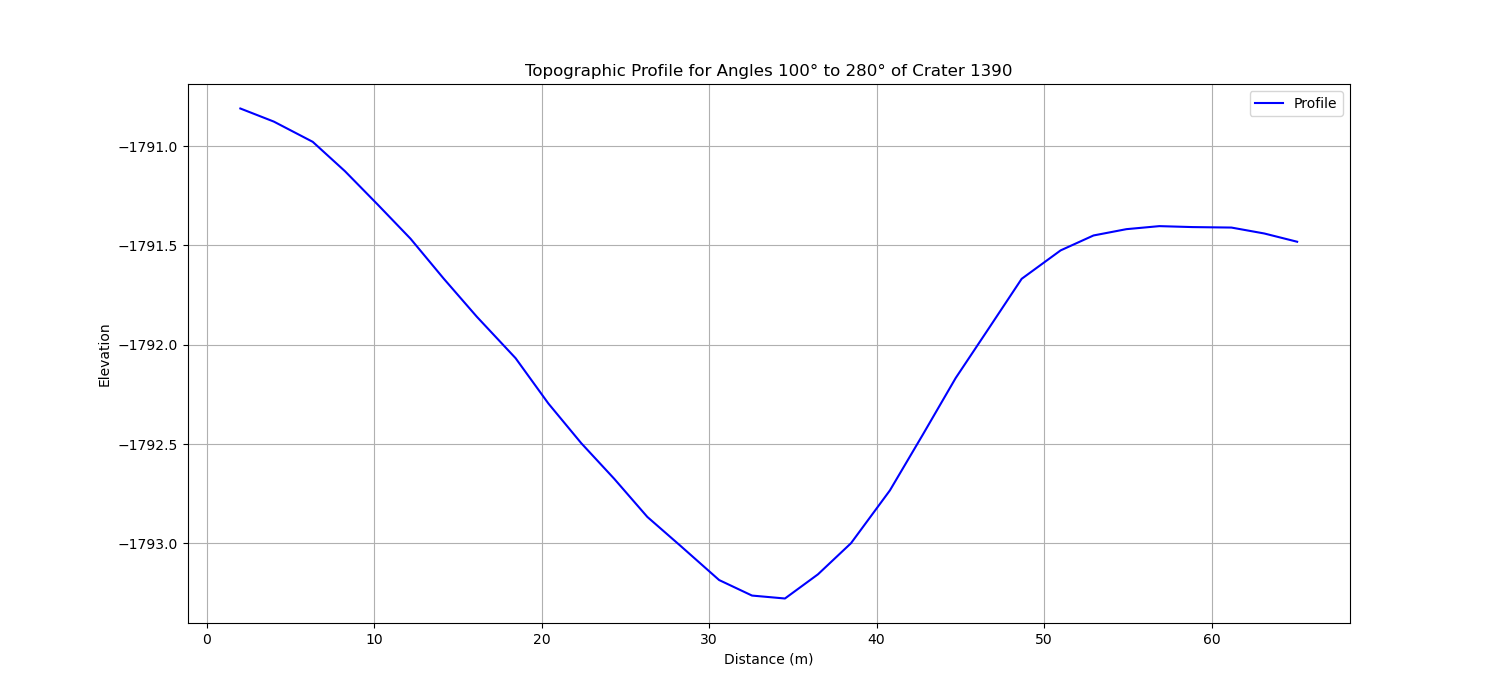 Topographic Profile for Angles 100° to 280° of Crater 1390
Profile
−1791.0
−1791.5
−1792.0
−1792.5
−1793.0
Elevation
0 10 20 30 40 50 60
Distance (m)